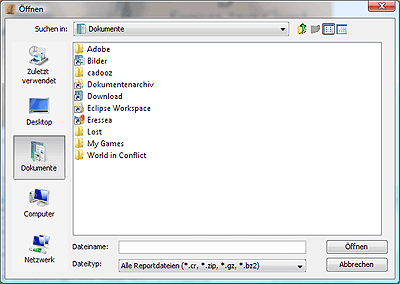 Öffnen
Suchen in: Dokumente
Zuletzt
verwendet
Desktop
Dokumente
Computer
Netzwerk
Adobe
Bilder
cadooz
Dokumentenarchiv
Download
Eclipse Workspace
Eressea
Lost
My Games
World in Conflict
Dateiname:
Öffnen
Dateityp: Alle Reportdateien (*.cr, *.zip, *.gz, *.bz2)
Abbrechen